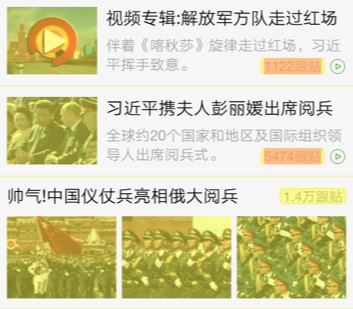 视频专辑:解放军方队走过红场
伴着《喀秋莎》旋律走过红场，习近
平挥手致意。
1122跟贴
习近平携夫人彭丽媛出席阅兵
全球约20个国家和地区及国际组织领
导人出席阅兵式。
5474跟贴
帅气!中国仪仗兵亮相俄大阅兵
1.4万跟贴